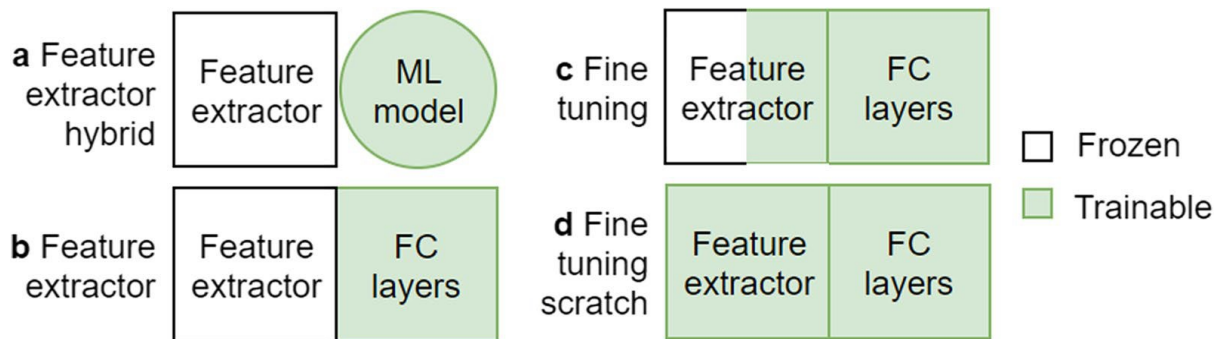 a Feature
extractor
hybrid
Feature
extractor
ML
model
b Feature
extractor
Feature
extractor
FC
layers
c Fine
tuning
Feature
extractor
FC
layers
d Fine
tuning
scratch
Feature
extractor
FC
layers
Frozen
Trainable